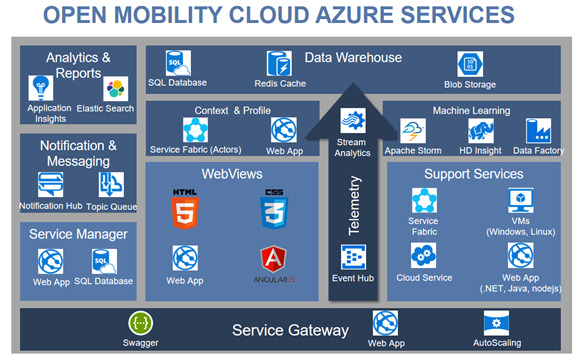 OPEN MOBILITY CLOUD AZURE SERVICES
Analytics &
Reports
Application
Insights
Elastic Search
Data Warehouse
SQL Database
Redis Cache
Blob Storage
Context & Profile
Service Fabric (Actors)
Web App
Stream
Analytics
Machine Learning
Apache Storm
HD Insight
Data Factory
Notification &
Messaging
Notification Hub
Topic Queue
WebViews
HTML
5
CSS
3
Web App
A
ANGULARJS
Telemetry
Event Hub
Support Services
Service
Fabric
VMs
(Windows, Linux)
Cloud Service
Web App
(.NET, Java, nodejs)
Service Manager
Web App
SQL Database
{...}
Swagger
Service Gateway
Web App
AutoScaling